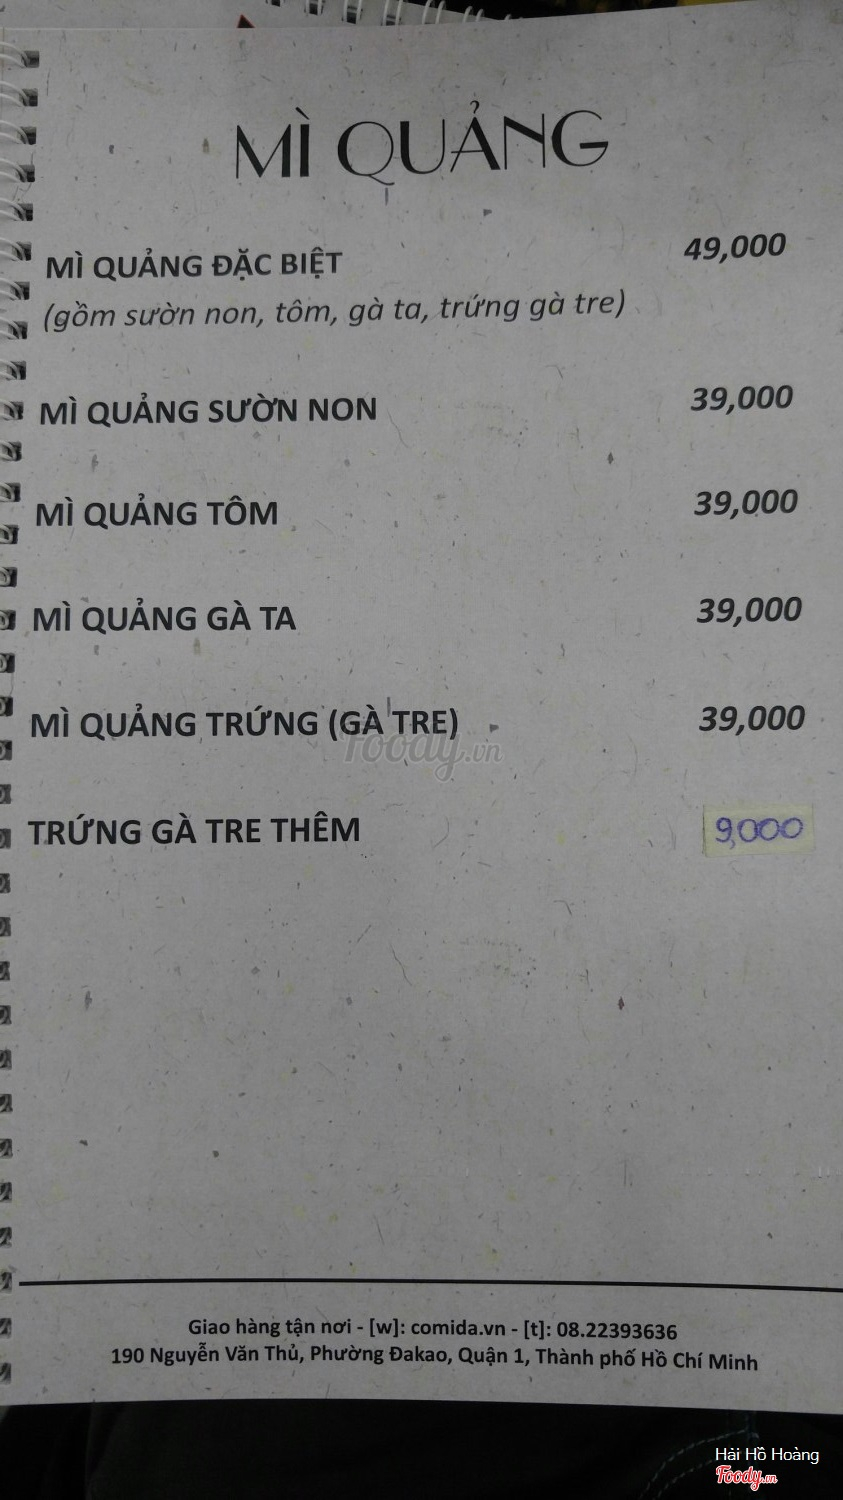 MÌ QUẢNG
MÌ QUẢNG ĐẶC BIỆT 49,000
(gồm sườn non, tôm, gà ta, trứng gà tre)
MÌ QUẢNG SƯỜN NON 39,000
MÌ QUẢNG TÔM 39,000
MÌ QUẢNG GÀ TA 39,000
MÌ QUẢNG TRỨNG (GÀ TRE) 39,000
foody.vn
TRỨNG GÀ TRE THÊM 9,000
Giao hàng tận nơi - [w]: comida.vn - [t]: 08.22393636
190 Nguyễn Văn Thủ, Phường Đakao, Quận 1, Thành phố Hồ Chí Minh
Hải Hồ Hoàng
Foody.vn